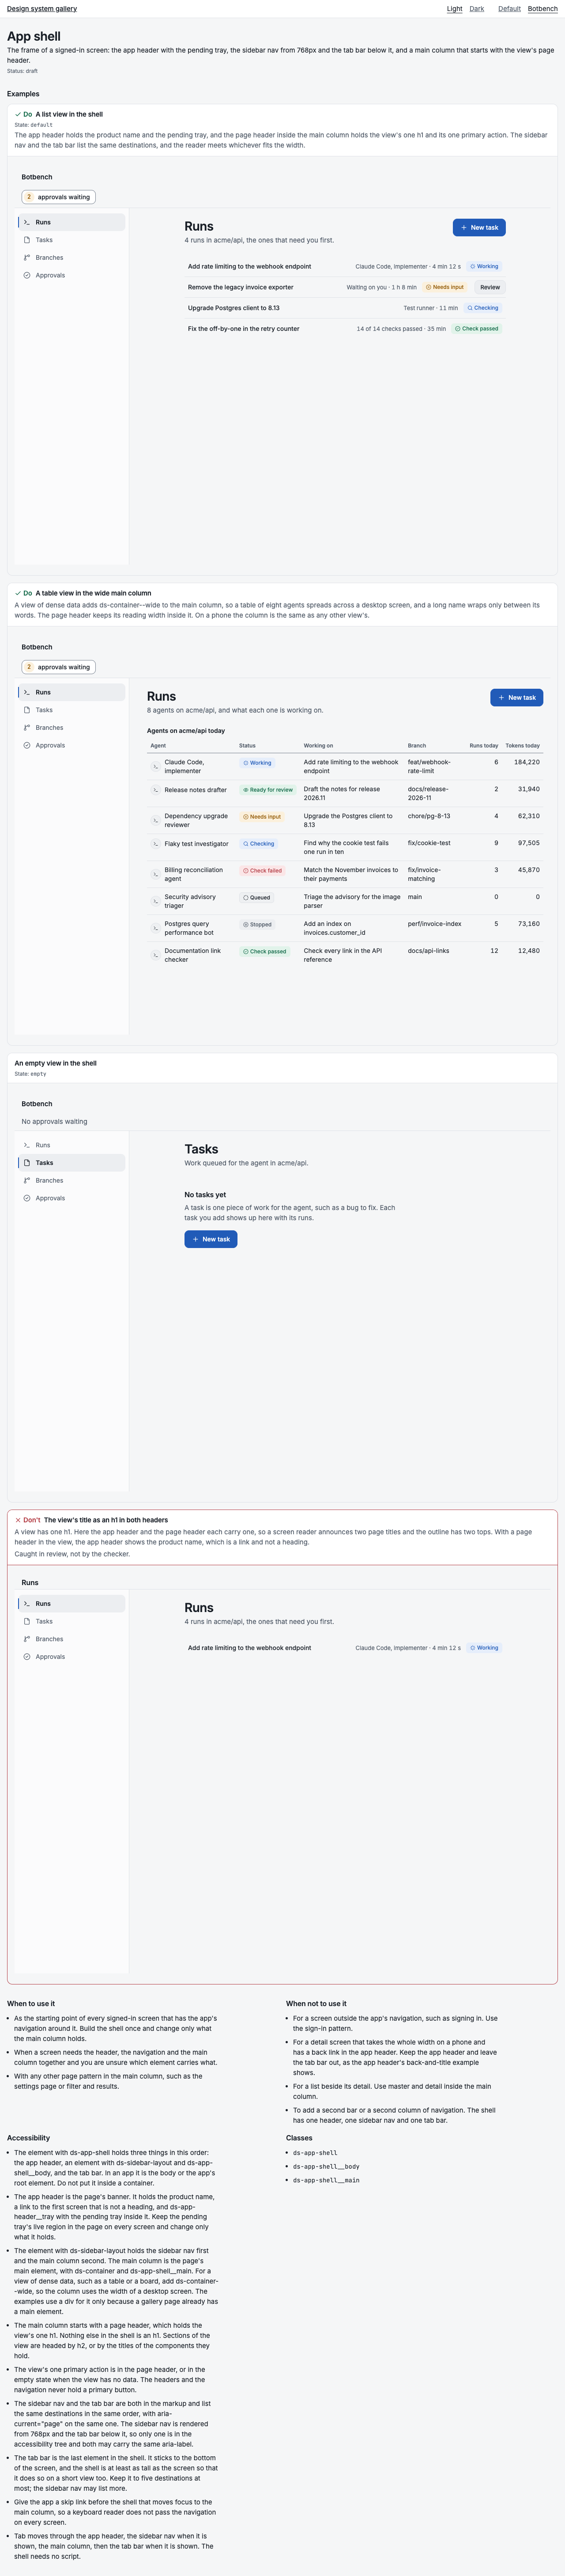 Design system gallery
Light Dark Default Botbench
App shell
The frame of a signed-in screen: the app header with the pending tray, the sidebar nav from 768px and the tab bar below it, and a main column that starts with the view's page
header.
Status: draft
Examples
Do A list view in the shell
State: default
The app header holds the product name and the pending tray, and the page header inside the main column holds the view's one h1 and its one primary action. The sidebar
nav and the tab bar list the same destinations, and the reader meets whichever fits the width.
Botbench
2 approvals waiting
Runs
Tasks
Branches
Approvals
Runs
4 runs in acme/api, the ones that need you first.
New task
Add rate limiting to the webhook endpoint Claude Code, Implementer · 4 min 12 s Working
Remove the legacy invoice exporter Waiting on you · 1 h 8 min Needs input Review
Upgrade Postgres client to 8.13 Test runner · 11 min Checking
Fix the off-by-one in the retry counter 14 of 14 checks passed · 35 min Check passed
Do A table view in the wide main column
A view of dense data adds ds-container--wide to the main column, so a table of eight agents spreads across a desktop screen, and a long name wraps only between its
words. The page header keeps its reading width inside it. On a phone the column is the same as any other view's.
Botbench
2 approvals waiting
Runs
Tasks
Branches
Approvals
Runs
8 agents on acme/api, and what each one is working on.
New task
Agents on acme/api today
Agent Status Working on Branch Runs today Tokens today
Claude Code, implementer Working Add rate limiting to the webhook endpoint feat/webhook-rate-limit 6 184,220
Release notes drafter Ready for review Draft the notes for release 2026.11 docs/release-2026-11 2 31,940
Dependency upgrade reviewer Needs input Upgrade the Postgres client to 8.13 chore/pg-8-13 4 62,310
Flaky test investigator Checking Find why the cookie test fails one run in ten fix/cookie-test 9 97,505
Billing reconciliation agent Check failed Match the November invoices to their payments fix/invoice-matching 3 45,870
Security advisory triager Queued Triage the advisory for the image parser main 0 0
Postgres query performance bot Stopped Add an index on invoices.customer_id perf/invoice-index 5 73,160
Documentation link checker Check passed Check every link in the API reference docs/api-links 12 12,480
An empty view in the shell
State: empty
Botbench
No approvals waiting
Runs
Tasks
Branches
Approvals
Tasks
Work queued for the agent in acme/api.
No tasks yet
A task is one piece of work for the agent, such as a bug to fix. Each
task you add shows up here with its runs.
New task
Don't The view's title as an h1 in both headers
A view has one h1. Here the app header and the page header each carry one, so a screen reader announces two page titles and the outline has two tops. With a page
header in the view, the app header shows the product name, which is a link and not a heading.
Caught in review, not by the checker.
Runs
Runs
Tasks
Branches
Approvals
Runs
4 runs in acme/api, the ones that need you first.
Add rate limiting to the webhook endpoint Claude Code, Implementer · 4 min 12 s Working
When to use it
As the starting point of every signed-in screen that has the app's
navigation around it. Build the shell once and change only what
the main column holds.
When a screen needs the header, the navigation and the main
column together and you are unsure which element carries what.
With any other page pattern in the main column, such as the
settings page or filter and results.
When not to use it
For a screen outside the app's navigation, such as signing in. Use
the sign-in pattern.
For a detail screen that takes the whole width on a phone and
has a back link in the app header. Keep the app header and leave
the tab bar out, as the app header's back-and-title example
shows.
For a list beside its detail. Use master and detail inside the main
column.
To add a second bar or a second column of navigation. The shell
has one header, one sidebar nav and one tab bar.
Accessibility
The element with ds-app-shell holds three things in this order:
the app header, an element with ds-sidebar-layout and ds-app-
shell__body, and the tab bar. In an app it is the body or the app's
root element. Do not put it inside a container.
The app header is the page's banner. It holds the product name,
a link to the first screen that is not a heading, and ds-app-
header__tray with the pending tray inside it. Keep the pending
tray's live region in the page on every screen and change only
what it holds.
The element with ds-sidebar-layout holds the sidebar nav first
and the main column second. The main column is the page's
main element, with ds-container and ds-app-shell__main. For a
view of dense data, such as a table or a board, add ds-container-
-wide, so the column uses the width of a desktop screen. The
examples use a div for it only because a gallery page already has
a main element.
The main column starts with a page header, which holds the
view's one h1. Nothing else in the shell is an h1. Sections of the
view are headed by h2, or by the titles of the components they
hold.
The view's one primary action is in the page header, or in the
empty state when the view has no data. The headers and the
navigation never hold a primary button.
The sidebar nav and the tab bar are both in the markup and list
the same destinations in the same order, with aria-
current="page" on the same one. The sidebar nav is rendered
from 768px and the tab bar below it, so only one is in the
accessibility tree and both may carry the same aria-label.
The tab bar is the last element in the shell. It sticks to the bottom
of the screen, and the shell is at least as tall as the screen so that
it does so on a short view too. Keep it to five destinations at
most; the sidebar nav may list more.
Give the app a skip link before the shell that moves focus to the
main column, so a keyboard reader does not pass the navigation
on every screen.
Tab moves through the app header, the sidebar nav when it is
shown, the main column, then the tab bar when it is shown. The
shell needs no script.
Classes
ds-app-shell
ds-app-shell__body
ds-app-shell__main